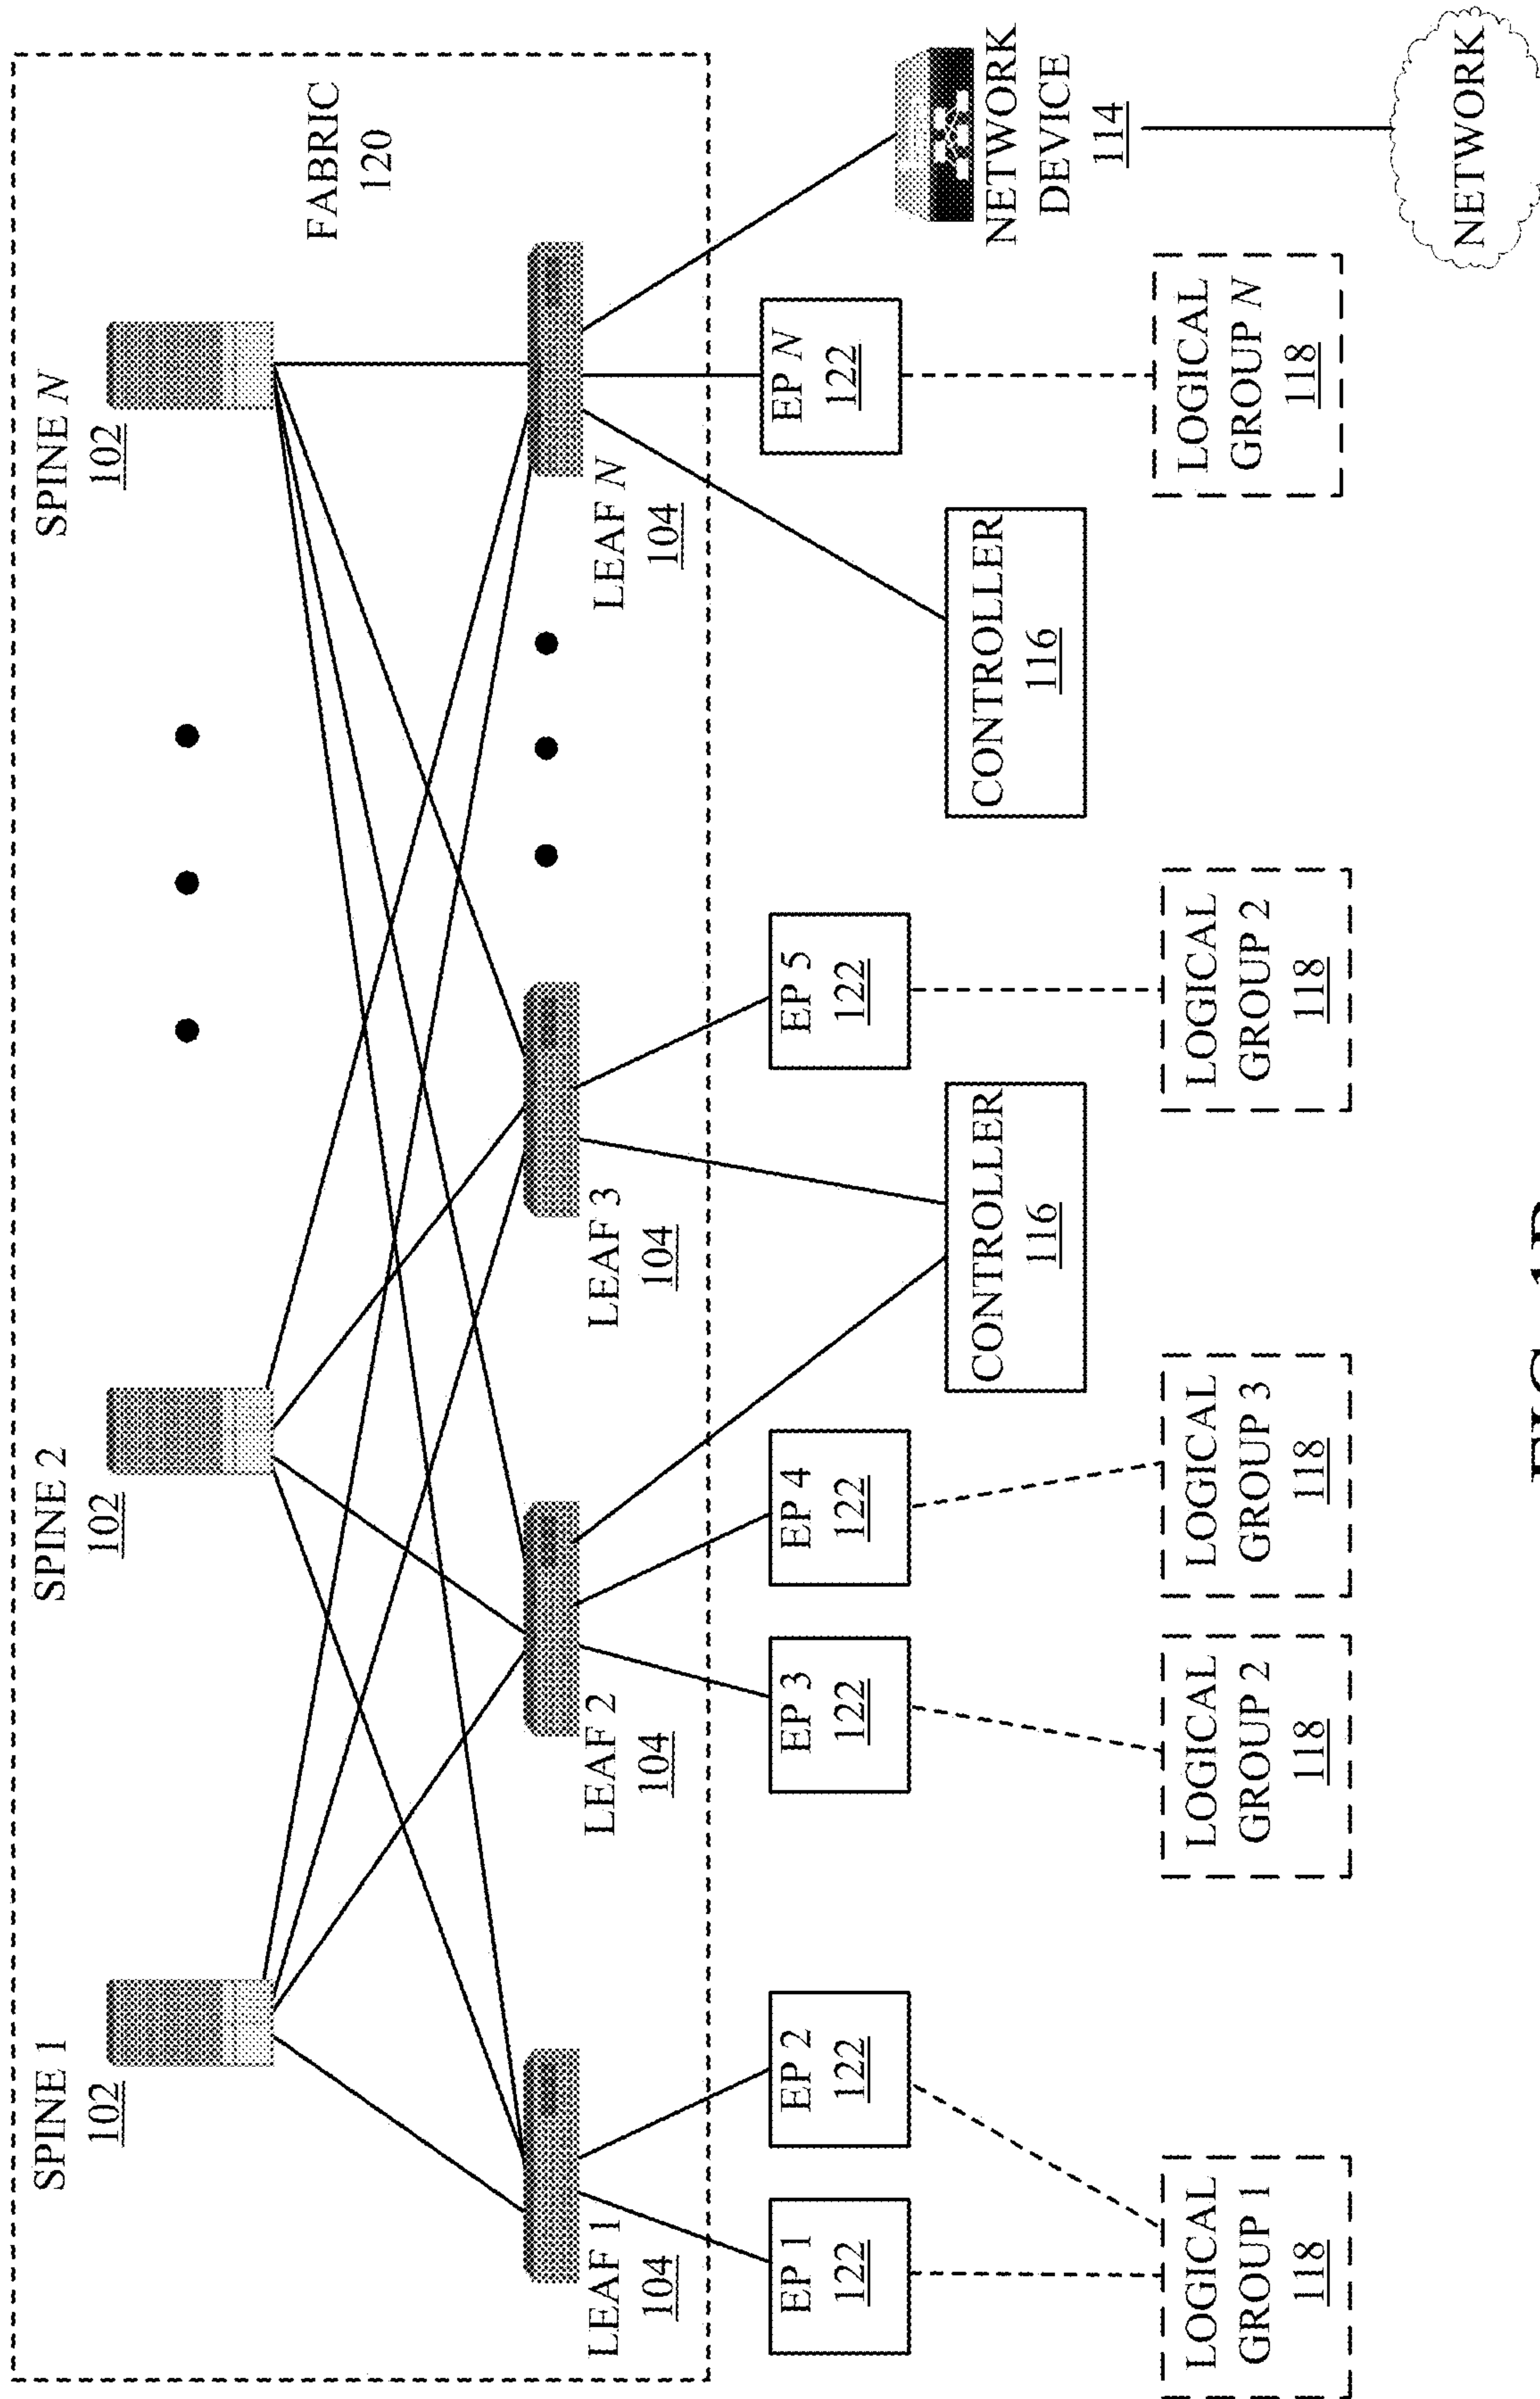 SPINE 1
102
SPINE 2
102
SPINE N
102
FABRIC
120
LEAF 1
104
LEAF 2
104
LEAF 3
104
LEAF N
104
EP 1
122
EP 2
122
EP 3
122
EP 4
122
EP 5
122
EP N
122
CONTROLLER
116
CONTROLLER
116
NETWORK
DEVICE
114
LOGICAL
GROUP 1
118
LOGICAL
GROUP 2
118
LOGICAL
GROUP 3
118
LOGICAL
GROUP 2
118
LOGICAL
GROUP N
118
NETWORK